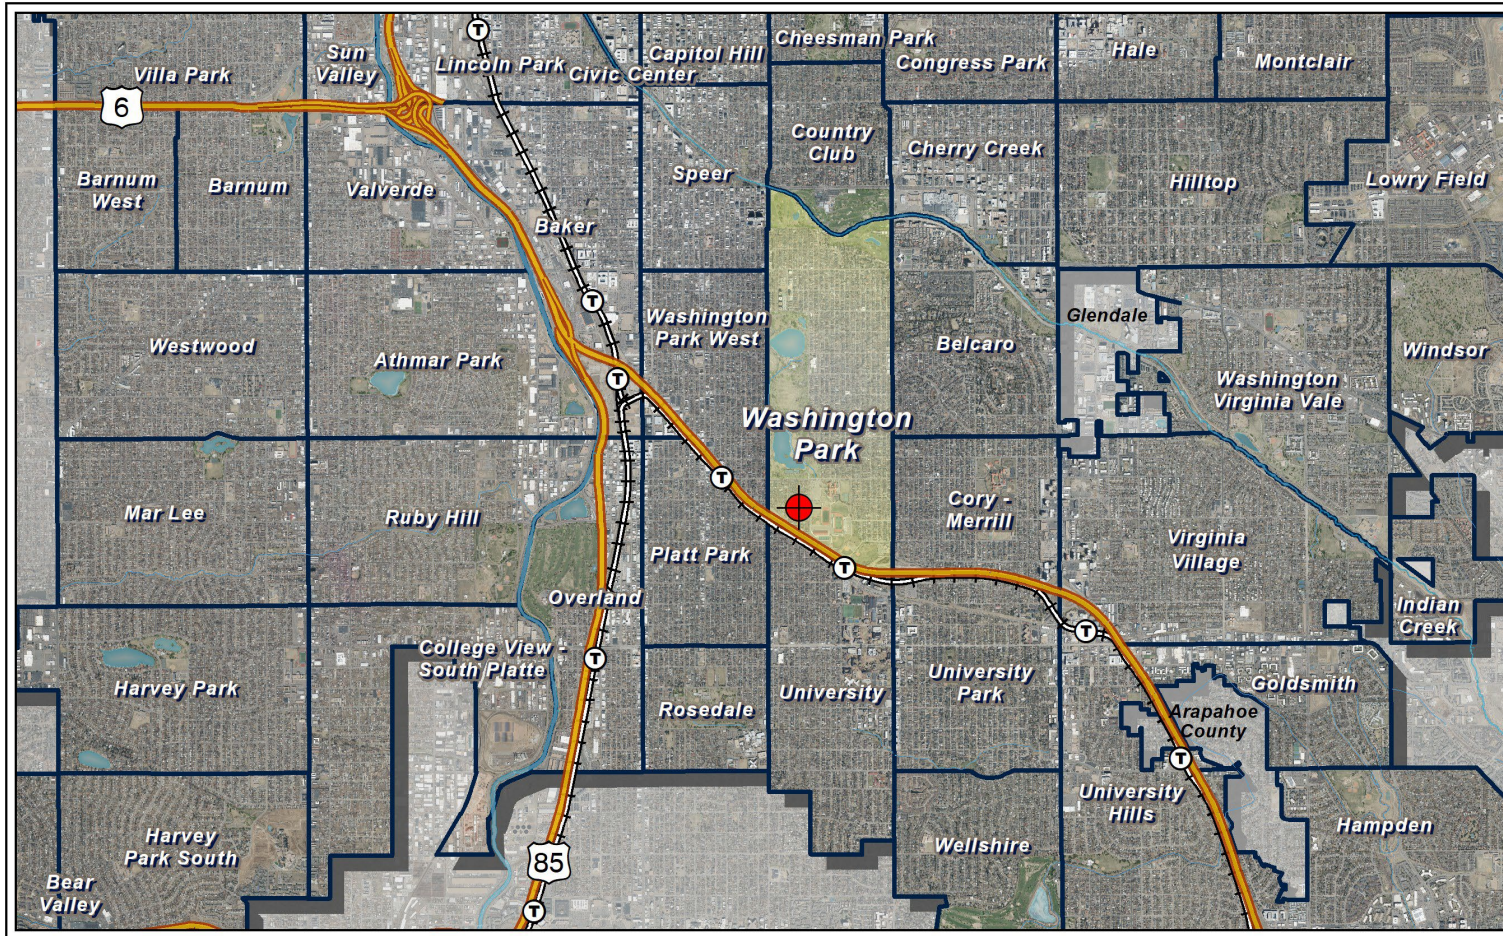 Cheesman Park
Sun
Valley
Capitol Hill
Hale
Lincoln Park
Congress Park
Montclair
Villa Park
Civic Center
6
T
Country
Club
Cherry Creek
Speer
Barnum
West
Barnum
Valverde
Hilltop
Lowry Field
Baker
T
Washington
Park West
Glendale
Westwood
Athmar Park
Belcaro
Windsor
T
Washington
Virginia Vale
Washington
Park
T
Mar Lee
Ruby Hill
Cory -
Merrill
Platt Park
Virginia
Village
T
Overland
Indian
Creek
T
College View -
South Platte
T
Harvey Park
University
University
Park
Goldsmith
Rosedale
Arapahoe
County
T
University
Hills
Harvey
Park South
Wellshire
Hampden
85
Bear
Valley
T